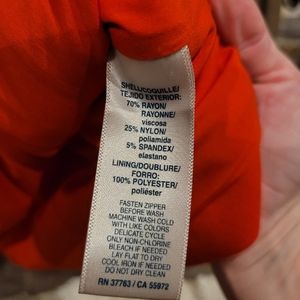 SHELL/COQUILLE/
TEJIDO EXTERIOR:
70% RAYON/
RAYONNE/
viscosa
25% NYLON/
poliamida
5% SPANDEX/
elastano
LINING/DOUBLURE/
FORRO:
100% POLYESTER/
poliéster
FASTEN ZIPPER
BEFORE WASH
MACHINE WASH COLD
WITH LIKE COLORS
DELICATE CYCLE
ONLY NON-CHLORINE
BLEACH IF NEEDED
LAY FLAT TO DRY
COOL IRON IF NEEDED
DO NOT DRY CLEAN
RN 37763 / CA 55972